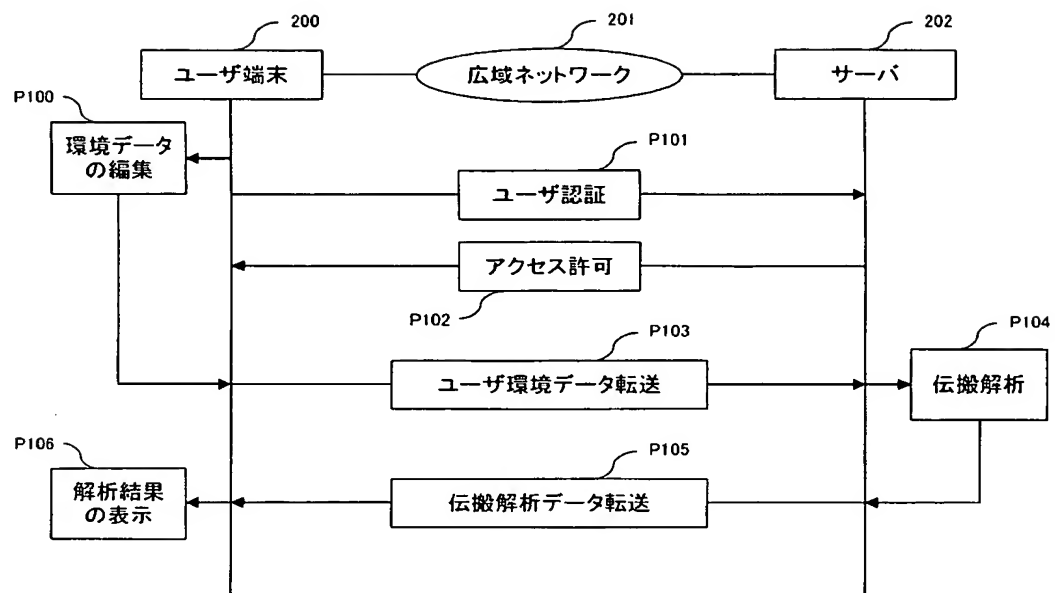 200
201
202
ユーザ端末
広域ネットワーク
サーバ
P100
環境データ
の編集
P101
ユーザ認証
アクセス許可
P102
P103
ユーザ環境データ転送
P104
伝搬解析
P105
伝搬解析データ転送
P106
解析結果
の表示